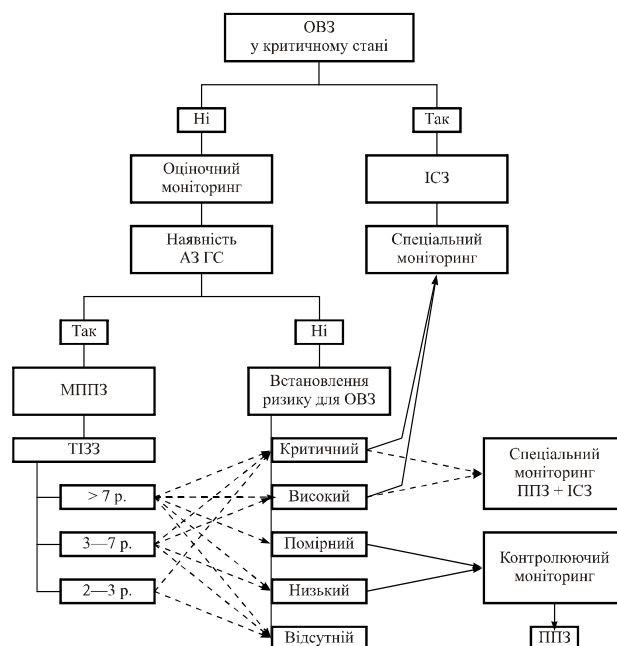 ОВЗ
у критичному стані
Ні
Так
Оціночний
моніторинг
ІСЗ
Наявність
АЗ ГС
Спеціальний
моніторинг
Так
Ні
МППЗ
Встановлення
ризику для ОВЗ
ТІЗЗ
Критичний
Спеціальний
моніторинг
ППЗ + ІСЗ
> 7 р.
Високий
3—7 р.
Помірний
Контролюючий
моніторинг
2—3 р.
Низький
Відсутній
ППЗ